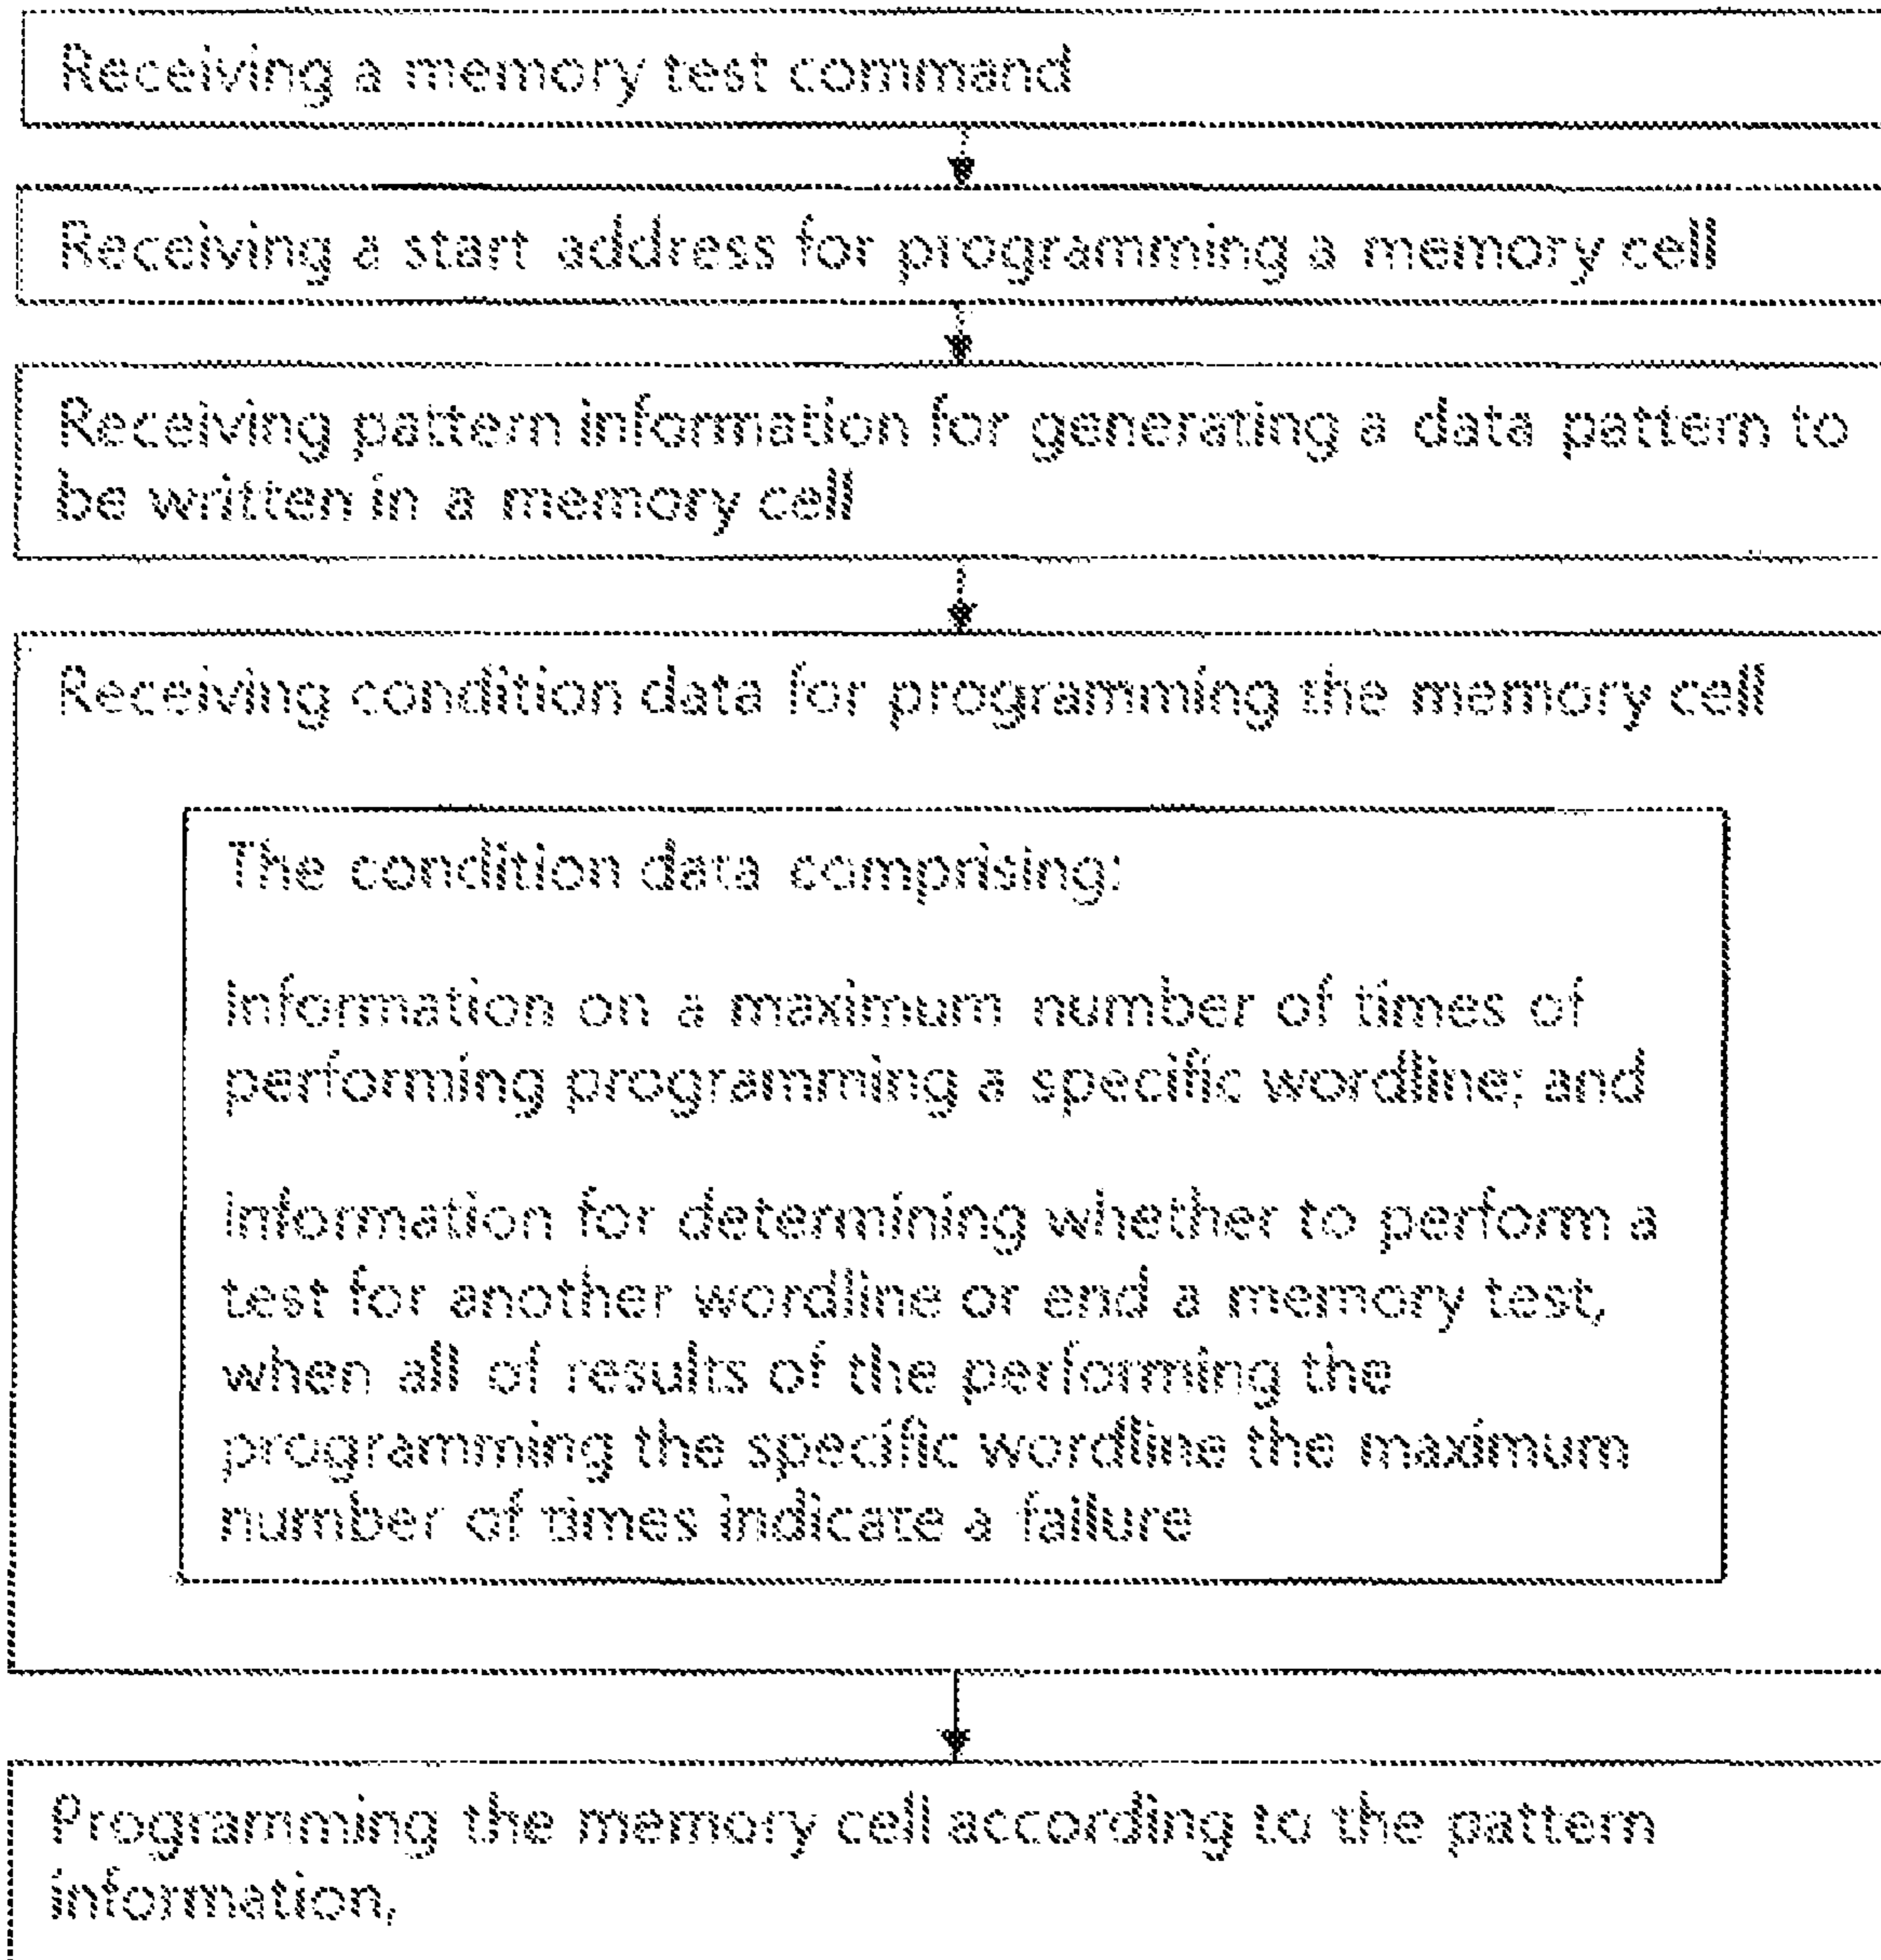 Receiving a memory test command
Receiving a start address for programming a memory cell
Receiving pattern information for generating a data pattern to
be written in a memory cell
Receiving condition data for programming the memory cell
The condition data comprising:
Information on a maximum number of times of
performing programming a specific wordline; and
Information for determining whether to perform a
test for another wordline or end a memory test,
when all of results of the performing the
programming the specific wordline the maximum
number of times indicate a failure
Programming the memory cell according to the pattern
information,